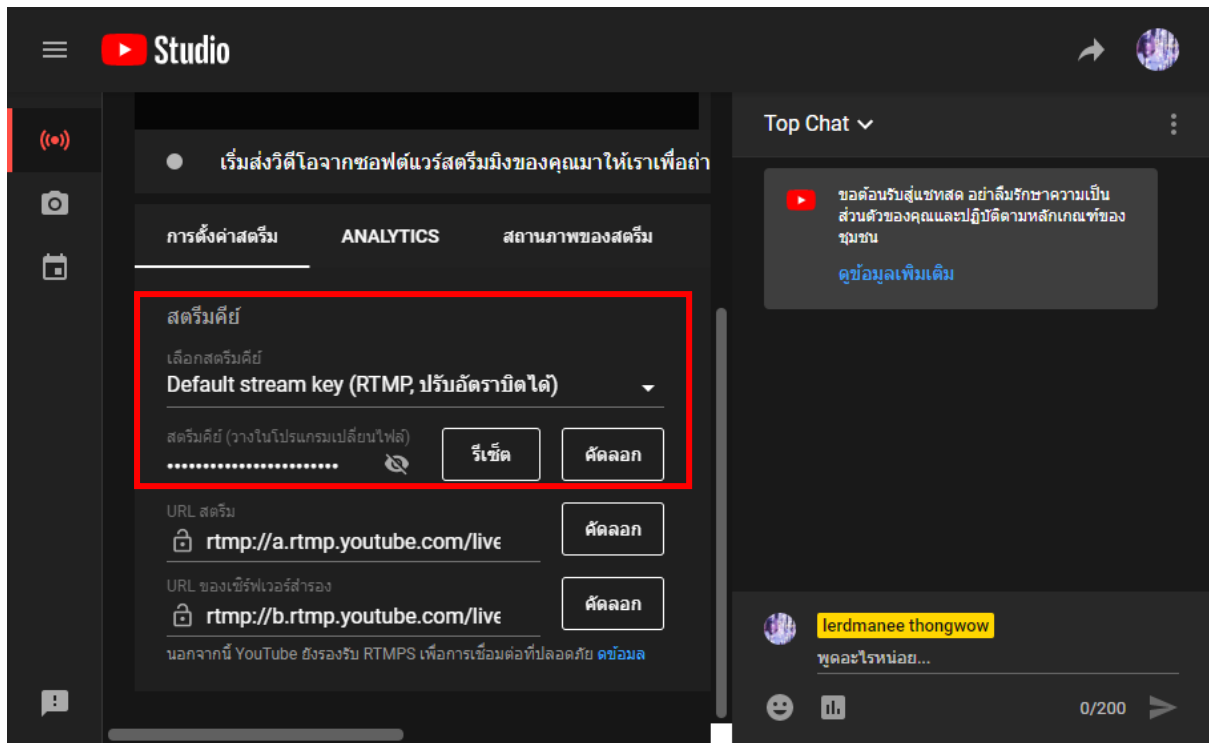 Studio
เริ่มส่งวิดีโอจากซอฟต์แวร์สตรีมมิงของคุณมาให้เราเพื่อถ่า
การตั้งค่าสตรีม ANALYTICS สถานภาพของสตรีม
สตรีมคีย์
เลือกสตรีมคีย์
Default stream key (RTMP, ปรับอัตราบิตได้)
สตรีมคีย์ (วางในโปรแกรมเปลี่ยนไฟล์)
•••••••••••••••••••••••• รีเซ็ต คัดลอก
URL สตรีม
rtmp://a.rtmp.youtube.com/live คัดลอก
URL ของเซิร์ฟเวอร์สำรอง
rtmp://b.rtmp.youtube.com/live คัดลอก
นอกจากนี้ YouTube ยังรองรับ RTMPS เพื่อการเชื่อมต่อที่ปลอดภัย ดูข้อมูล
Top Chat
ขอต้อนรับสู่แชทสด อย่าลืมรักษาความเป็น
ส่วนตัวของคุณและปฏิบัติตามหลักเกณฑ์ของ
ชุมชน
ดูข้อมูลเพิ่มเติม
lerdmanee thongwow
พูดอะไรหน่อย...
0/200